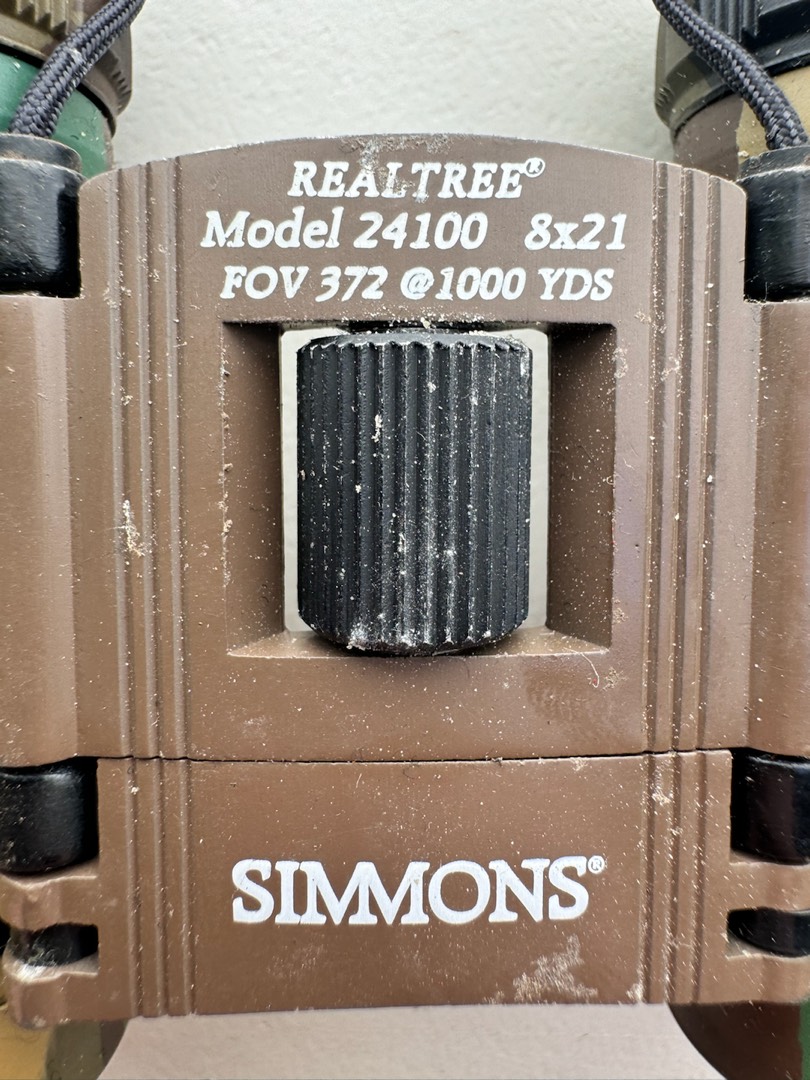 REALTREE®
Model 24100 8x21
FOV 372 @1000 YDS
SIMMONS®